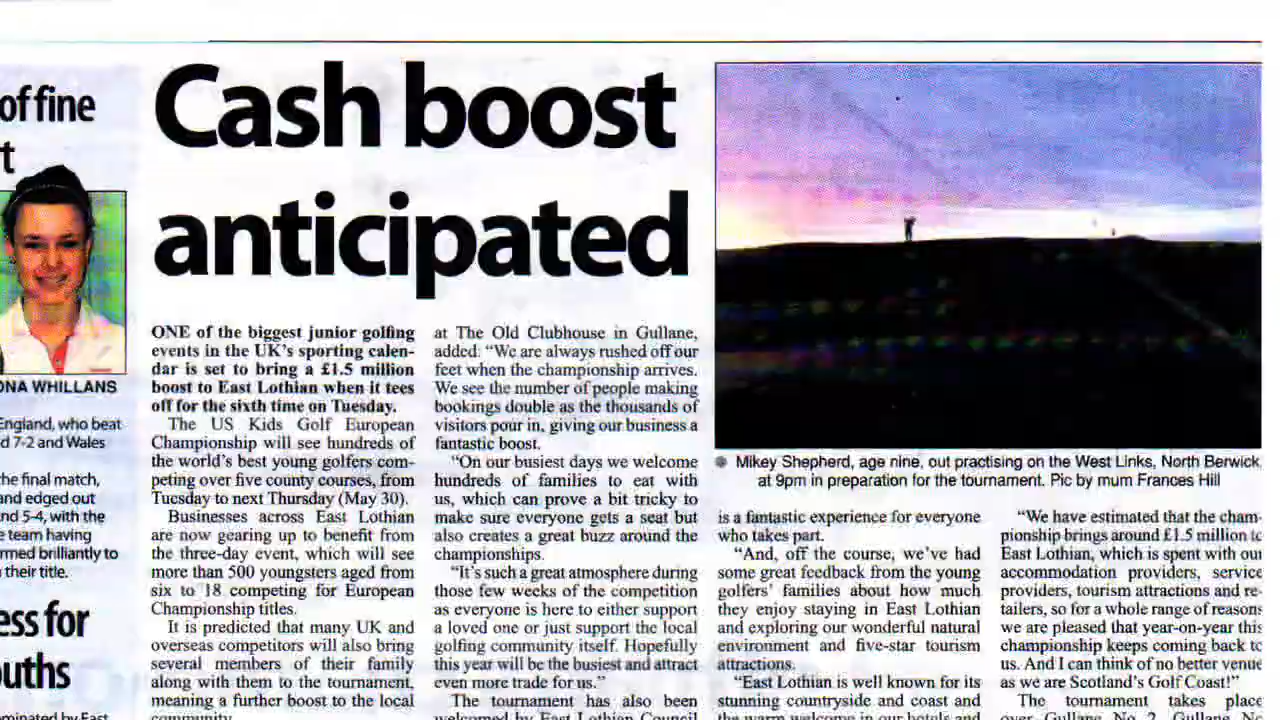 of fine
t
ONA WHILLANS
England, who beat
d 7-2 and Wales
he final match,
and edged out
nd 5-4, with the
e team having
rmed brilliantly to
their title.
ess for
uths
minated by East
Cash boost
anticipated
ONE of the biggest junior golfing
events in the UK's sporting calen-
dar is set to bring a £1.5 million
boost to East Lothian when it tees
off for the sixth time on Tuesday.
The US Kids Golf European
Championship will see hundreds of
the world's best young golfers com-
peting over five county courses, from
Tuesday to next Thursday (May 30).
Businesses across East Lothian
are now gearing up to benefit from
the three-day event, which will see
more than 500 youngsters aged from
six to 18 competing for European
Championship titles.
It is predicted that many UK and
overseas competitors will also bring
several members of their family
along with them to the tournament,
meaning a further boost to the local
community.
at The Old Clubhouse in Gullane,
added: "We are always rushed off our
feet when the championship arrives.
We see the number of people making
bookings double as the thousands of
visitors pour in, giving our business a
fantastic boost.
"On our busiest days we welcome
hundreds of families to eat with
us, which can prove a bit tricky to
make sure everyone gets a seat but
also creates a great buzz around the
championships.
"It's such a great atmosphere during
those few weeks of the competition
as everyone is here to either support
a loved one or just support the local
golfing community itself. Hopefully
this year will be the busiest and attract
even more trade for us."
The tournament has also been
welcomed by East Lothian Council
Mikey Shepherd, age nine, out practising on the West Links, North Berwick
at 9pm in preparation for the tournament. Pic by mum Frances Hill
is a fantastic experience for everyone
who takes part.
"And, off the course, we've had
some great feedback from the young
golfers' families about how much
they enjoy staying in East Lothian
and exploring our wonderful natural
environment and five-star tourism
attractions.
"East Lothian is well known for its
stunning countryside and coast and
the warm welcome in our hotels and
"We have estimated that the cham-
pionship brings around £1.5 million to
East Lothian, which is spent with our
accommodation providers, service
providers, tourism attractions and re-
tailers, so for a whole range of reasons
we are pleased that year-on-year this
championship keeps coming back to
us. And I can think of no better venue
as we are Scotland's Golf Coast!"
The tournament takes place
over Gullane No 2, Gullane No